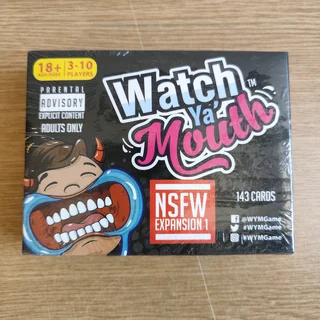 18+
3-10
PLAYERS
PARENTAL
ADVISORY
EXPLICIT CONTENT
ADULTS ONLY
Watch
Ya'
Mouth
TM
NSFW
EXPANSION 1
143 CARDS
@WYMGame
#WYMGame
@WYMGame